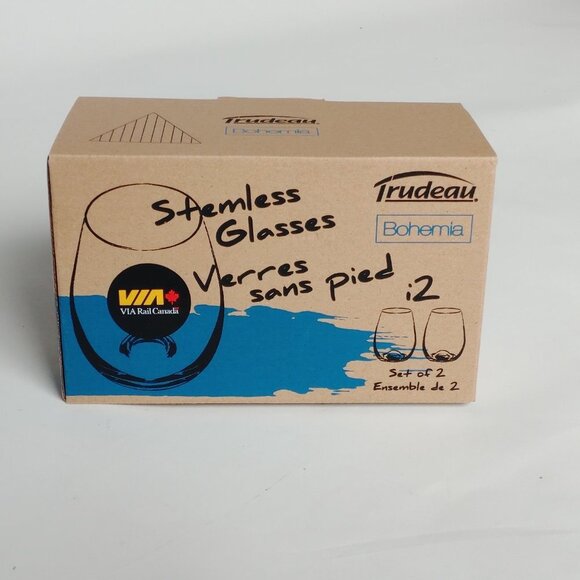 Trudeau
Bohemia
Stemless
Glasses
Trudeau
Bohemia
Verres
sans pied
VIA
VIA Rail Canada
i2
Set of 2
Ensemble de 2